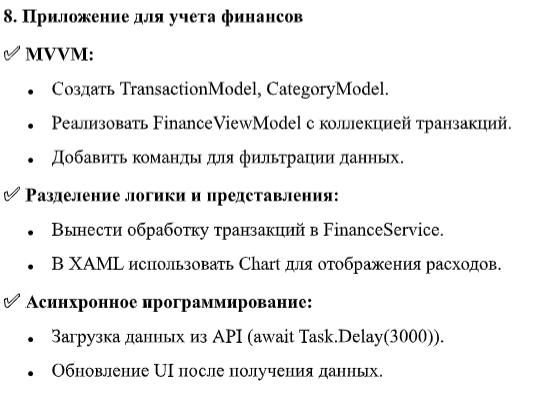 8. Приложение для учета финансов
✅ MVVM:
• Создать TransactionModel, CategoryModel.
• Реализовать FinanceViewModel с коллекцией транзакций.
• Добавить команды для фильтрации данных.
✅ Разделение логики и представления:
• Вынести обработку транзакций в FinanceService.
• В XAML использовать Chart для отображения расходов.
✅ Асинхронное программирование:
• Загрузка данных из API (await Task.Delay(3000)).
• Обновление UI после получения данных.